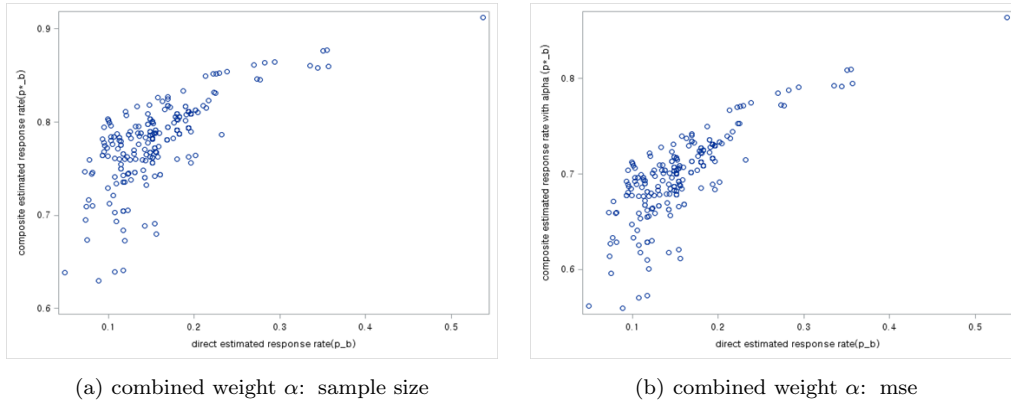 0.9
0.8
0.7
0.6
composite estimated response rate(p*_b)
0.1 0.2 0.3 0.4 0.5
direct estimated response rate(p_b)
(a) combined weight α: sample size
0.8
0.7
0.6
composite estimated response rate with alpha (p*_b)
0.1 0.2 0.3 0.4 0.5
direct estimated response rate(p_b)
(b) combined weight α: mse